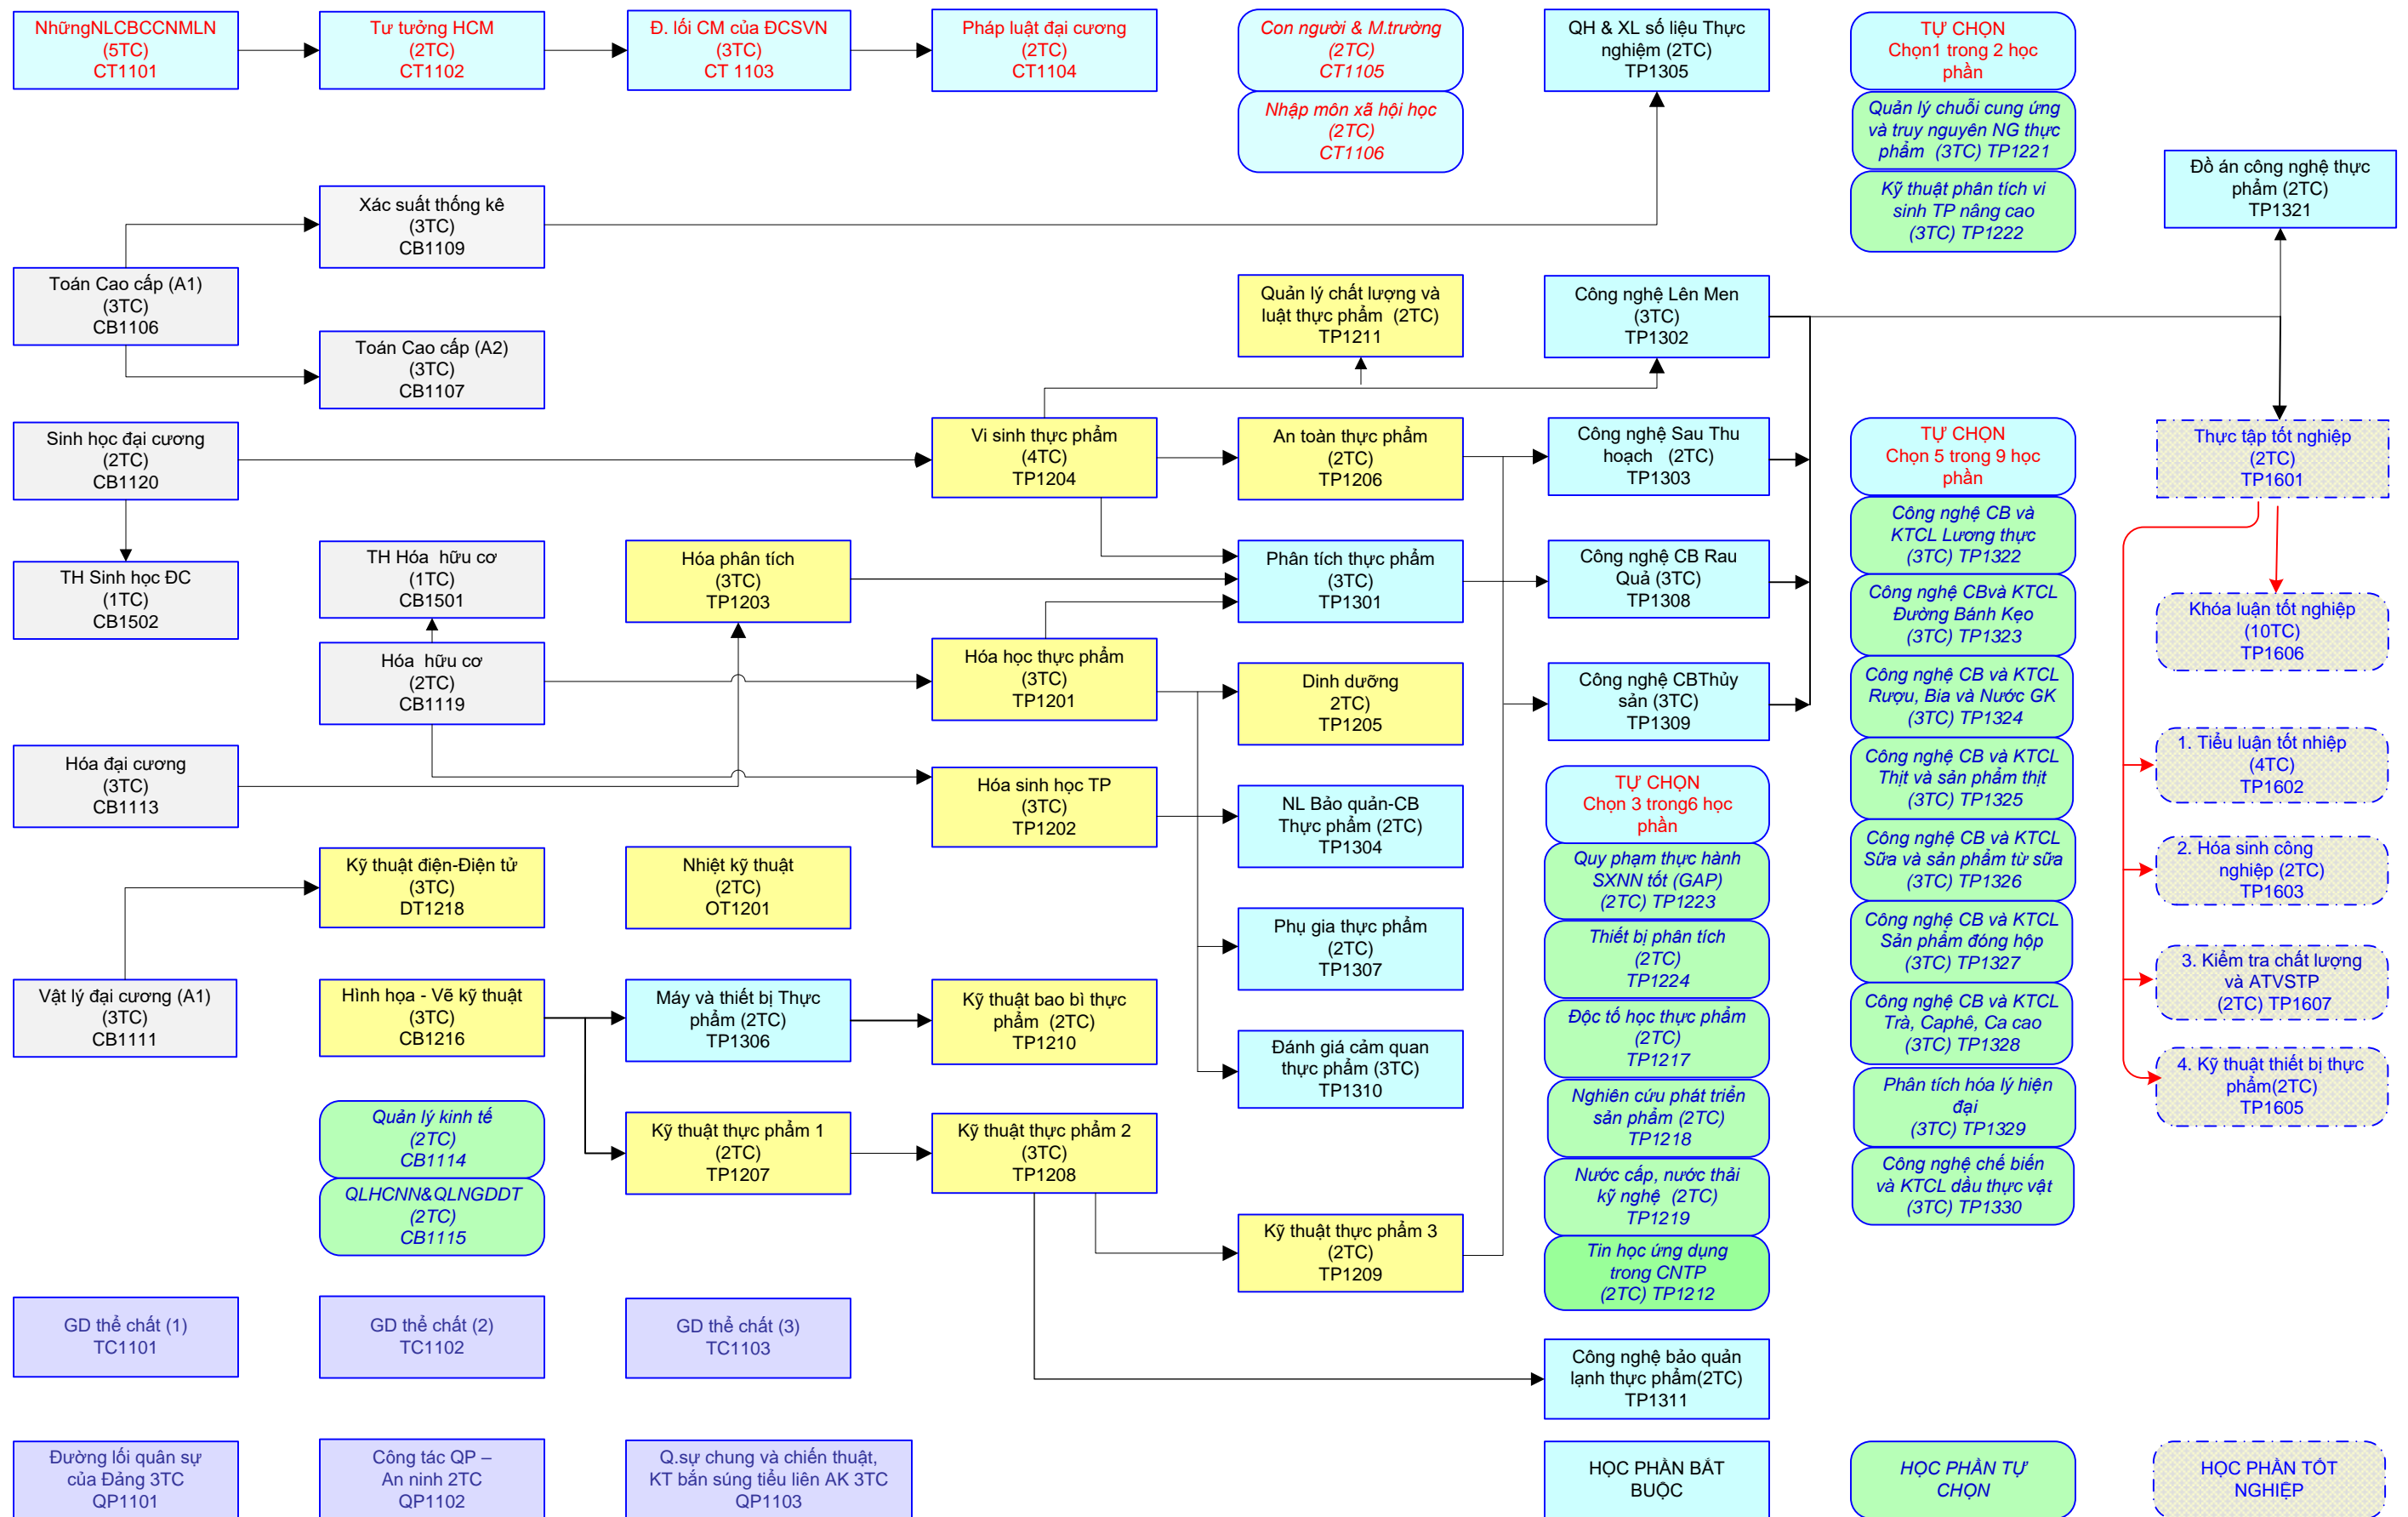 NhữngNLCBCCNMLN
(5TC)
CT1101
Tư tưởng HCM
(2TC)
CT1102
Đ. lối CM của ĐCSVN
(3TC)
CT 1103
Pháp luật đại cương
(2TC)
CT1104
Con người & M.trường
(2TC)
CT1105
Nhập môn xã hội học
(2TC)
CT1106
QH & XL số liệu Thực
nghiệm (2TC)
TP1305
TỰ CHỌN
Chọn1 trong 2 học
phần
Quản lý chuỗi cung ứng
và truy nguyên NG thực
phẩm (3TC) TP1221
Kỹ thuật phân tích vi
sinh TP nâng cao
(3TC) TP1222
Đồ án công nghệ thực
phẩm (2TC)
TP1321
Xác suất thống kê
(3TC)
CB1109
Toán Cao cấp (A1)
(3TC)
CB1106
Toán Cao cấp (A2)
(3TC)
CB1107
Quản lý chất lượng và
luật thực phẩm (2TC)
TP1211
Công nghệ Lên Men
(3TC)
TP1302
Sinh học đại cương
(2TC)
CB1120
Vi sinh thực phẩm
(4TC)
TP1204
An toàn thực phẩm
(2TC)
TP1206
Công nghệ Sau Thu
hoạch (2TC)
TP1303
TỰ CHỌN
Chọn 5 trong 9 học
phần
Thực tập tốt nghiệp
(2TC)
TP1601
TH Sinh học ĐC
(1TC)
CB1502
TH Hóa hữu cơ
(1TC)
CB1501
Hóa phân tích
(3TC)
TP1203
Phân tích thực phẩm
(3TC)
TP1301
Công nghệ CB Rau
Quả (3TC)
TP1308
Công nghệ CB và
KTCL Lương thực
(3TC) TP1322
Công nghệ CBvà KTCL
Đường Bánh Kẹo
(3TC) TP1323
Khóa luận tốt nghiệp
(10TC)
TP1606
Hóa hữu cơ
(2TC)
CB1119
Hóa học thực phẩm
(3TC)
TP1201
Dinh dưỡng
2TC)
TP1205
Công nghệ CBThủy
sản (3TC)
TP1309
Công nghệ CB và KTCL
Rượu, Bia và Nước GK
(3TC) TP1324
Hóa đại cương
(3TC)
CB1113
Hóa sinh học TP
(3TC)
TP1202
NL Bảo quản-CB
Thực phẩm (2TC)
TP1304
TỰ CHỌN
Chọn 3 trong6 học
phần
Công nghệ CB và KTCL
Thịt và sản phẩm thịt
(3TC) TP1325
1. Tiểu luận tốt nhiệp
(4TC)
TP1602
Kỹ thuật điện-Điện tử
(3TC)
DT1218
Nhiệt kỹ thuật
(2TC)
OT1201
Quy phạm thực hành
SXNN tốt (GAP)
(2TC) TP1223
Công nghệ CB và KTCL
Sữa và sản phẩm từ sữa
(3TC) TP1326
2. Hóa sinh công
nghiệp (2TC)
TP1603
Phụ gia thực phẩm
(2TC)
TP1307
Thiết bị phân tích
(2TC)
TP1224
Công nghệ CB và KTCL
Sản phẩm đóng hộp
(3TC) TP1327
3. Kiểm tra chất lượng
và ATVSTP
(2TC) TP1607
Vật lý đại cương (A1)
(3TC)
CB1111
Hình họa - Vẽ kỹ thuật
(3TC)
CB1216
Máy và thiết bị Thực
phẩm (2TC)
TP1306
Kỹ thuật bao bì thực
phẩm (2TC)
TP1210
Đánh giá cảm quan
thực phẩm (3TC)
TP1310
Độc tố học thực phẩm
(2TC)
TP1217
Công nghệ CB và KTCL
Trà, Caphê, Ca cao
(3TC) TP1328
4. Kỹ thuật thiết bị thực
phẩm(2TC)
TP1605
Quản lý kinh tế
(2TC)
CB1114
QLHCNN&QLNGDDT
(2TC)
CB1115
Kỹ thuật thực phẩm 1
(2TC)
TP1207
Kỹ thuật thực phẩm 2
(3TC)
TP1208
Nghiên cứu phát triển
sản phẩm (2TC)
TP1218
Phân tích hóa lý hiện
đại
(3TC) TP1329
Nước cấp, nước thải
kỹ nghệ (2TC)
TP1219
Công nghệ chế biến
và KTCL dầu thực vật
(3TC) TP1330
Kỹ thuật thực phẩm 3
(2TC)
TP1209
Tin học ứng dụng
trong CNTP
(2TC) TP1212
GD thể chất (1)
TC1101
GD thể chất (2)
TC1102
GD thể chất (3)
TC1103
Công nghệ bảo quản
lạnh thực phẩm(2TC)
TP1311
Đường lối quân sự
của Đảng 3TC
QP1101
Công tác QP –
An ninh 2TC
QP1102
Q.sự chung và chiến thuật,
KT bắn súng tiểu liên AK 3TC
QP1103
HỌC PHẦN BẮT
BUỘC
HỌC PHẦN TỰ
CHỌN
HỌC PHẦN TỐT
NGHIỆP